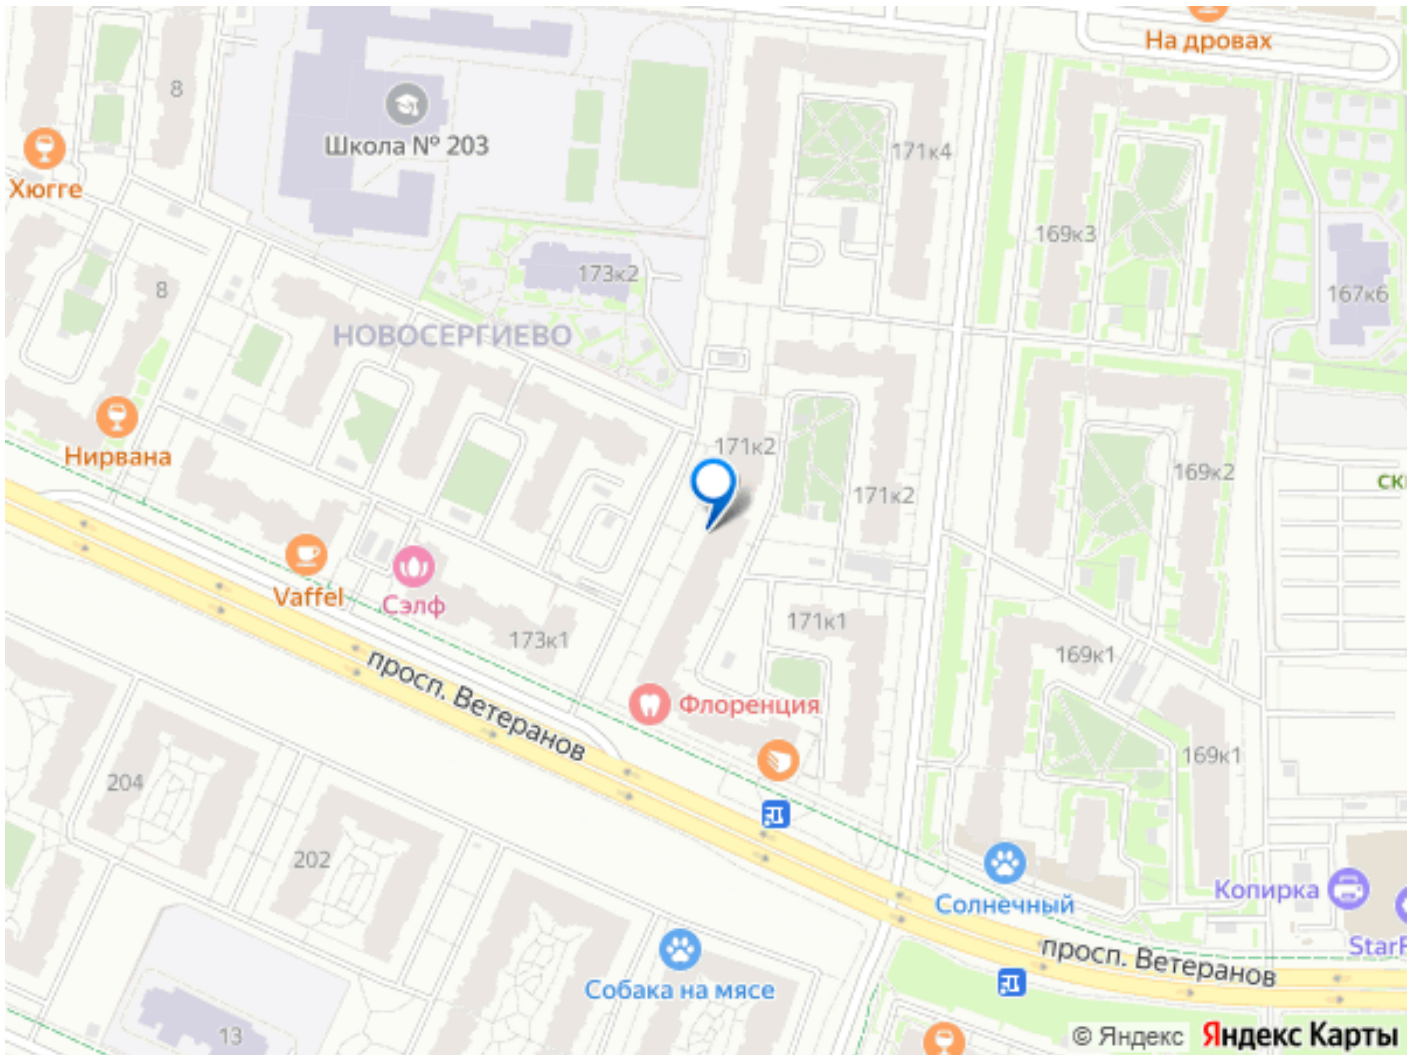 На дровах
8
Школа № 203
171к4
Хюгге
169к3
173к2
8
167к6
НОВОСЕРГИЕВО
171к2
Нирвана
169к2
171к2
Vaffel
Сэлф
171к1
173к1
169к1
просп. Ветеранов
Флоренция
169к1
204
202
Солнечный
Копирка
просп. Ветеранов
Собака на мясе
13
© Яндекс Яндекс Карты